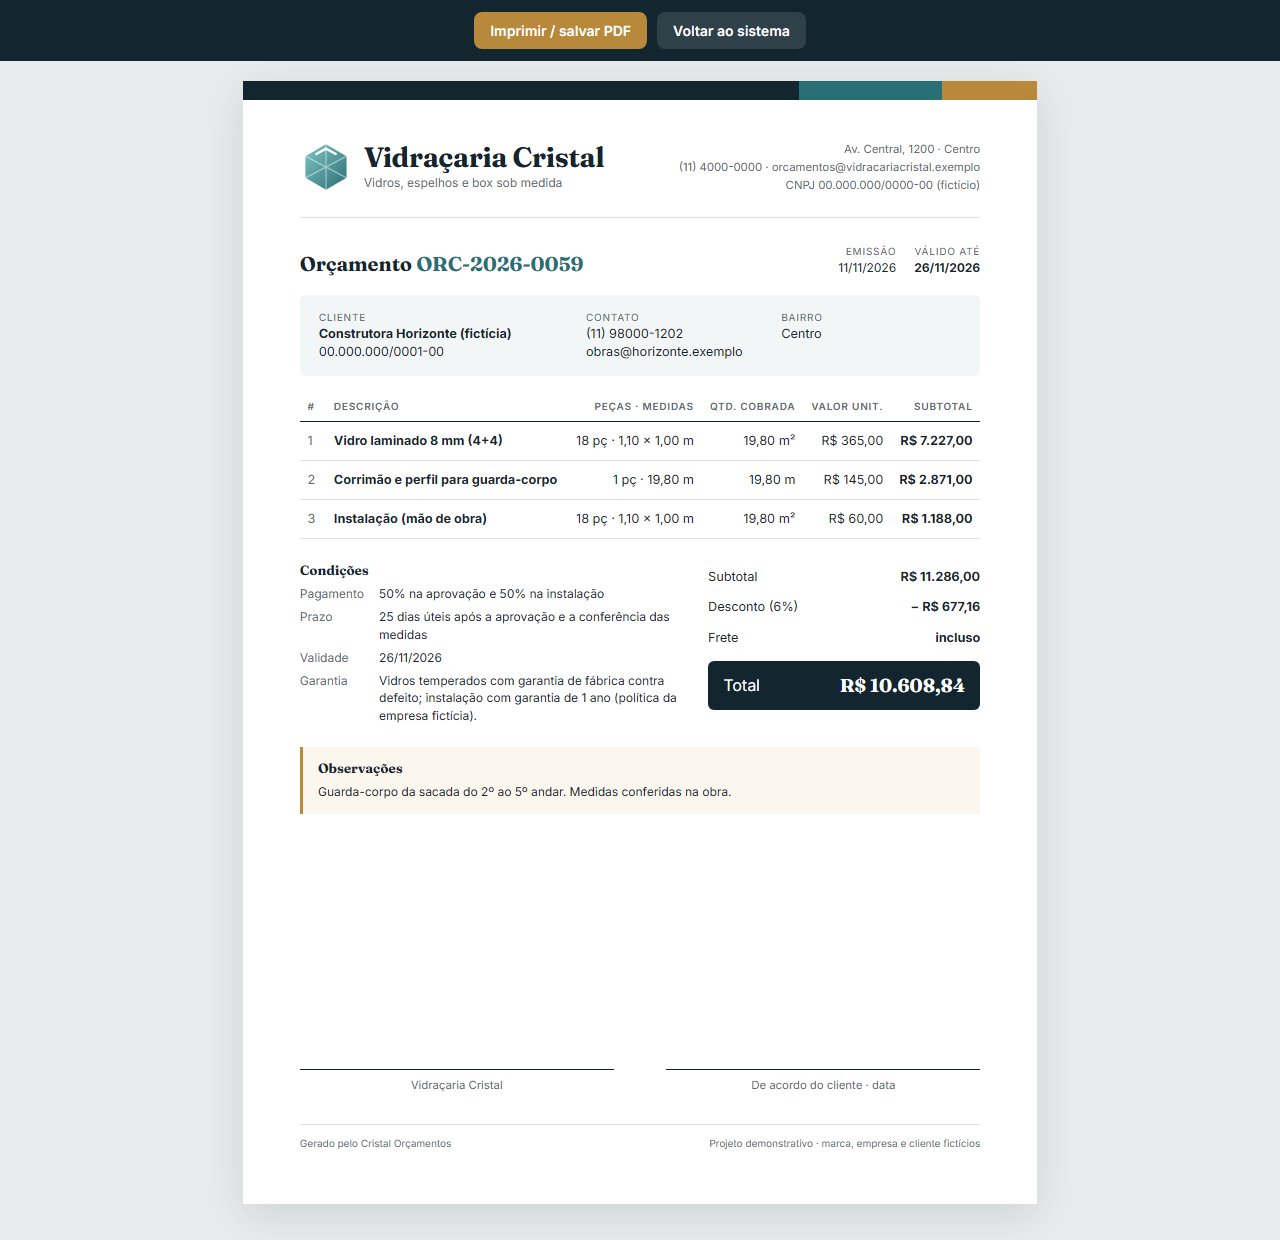 Imprimir / salvar PDF
Voltar ao sistema
Vidraçaria Cristal
Vidros, espelhos e box sob medida
Av. Central, 1200 · Centro
(11) 4000-0000 · orcamentos@vidracariacristal.exemplo
CNPJ 00.000.000/0000-00 (fictício)
Orçamento ORC-2026-0059
EMISSÃO
11/11/2026
VÁLIDO ATÉ
26/11/2026
CLIENTE
Construtora Horizonte (fictícia)
00.000.000/0001-00
CONTATO
(11) 98000-1202
obras@horizonte.exemplo
BAIRRO
Centro
# DESCRIÇÃO PEÇAS · MEDIDAS QTD. COBRADA VALOR UNIT. SUBTOTAL
1 Vidro laminado 8 mm (4+4) 18 pç · 1,10 × 1,00 m 19,80 m² R$ 365,00 R$ 7.227,00
2 Corrimão e perfil para guarda-corpo 1 pç · 19,80 m 19,80 m R$ 145,00 R$ 2.871,00
3 Instalação (mão de obra) 18 pç · 1,10 × 1,00 m 19,80 m² R$ 60,00 R$ 1.188,00
Condições
Pagamento 50% na aprovação e 50% na instalação
Prazo 25 dias úteis após a aprovação e a conferência das
medidas
Validade 26/11/2026
Garantia Vidros temperados com garantia de fábrica contra
defeito; instalação com garantia de 1 ano (política da
empresa fictícia).
Subtotal R$ 11.286,00
Desconto (6%) – R$ 677,16
Frete incluso
Total R$ 10.608,84
Observações
Guarda-corpo da sacada do 2º ao 5º andar. Medidas conferidas na obra.
Vidraçaria Cristal
De acordo do cliente · data
Gerado pelo Cristal Orçamentos
Projeto demonstrativo · marca, empresa e cliente fictícios